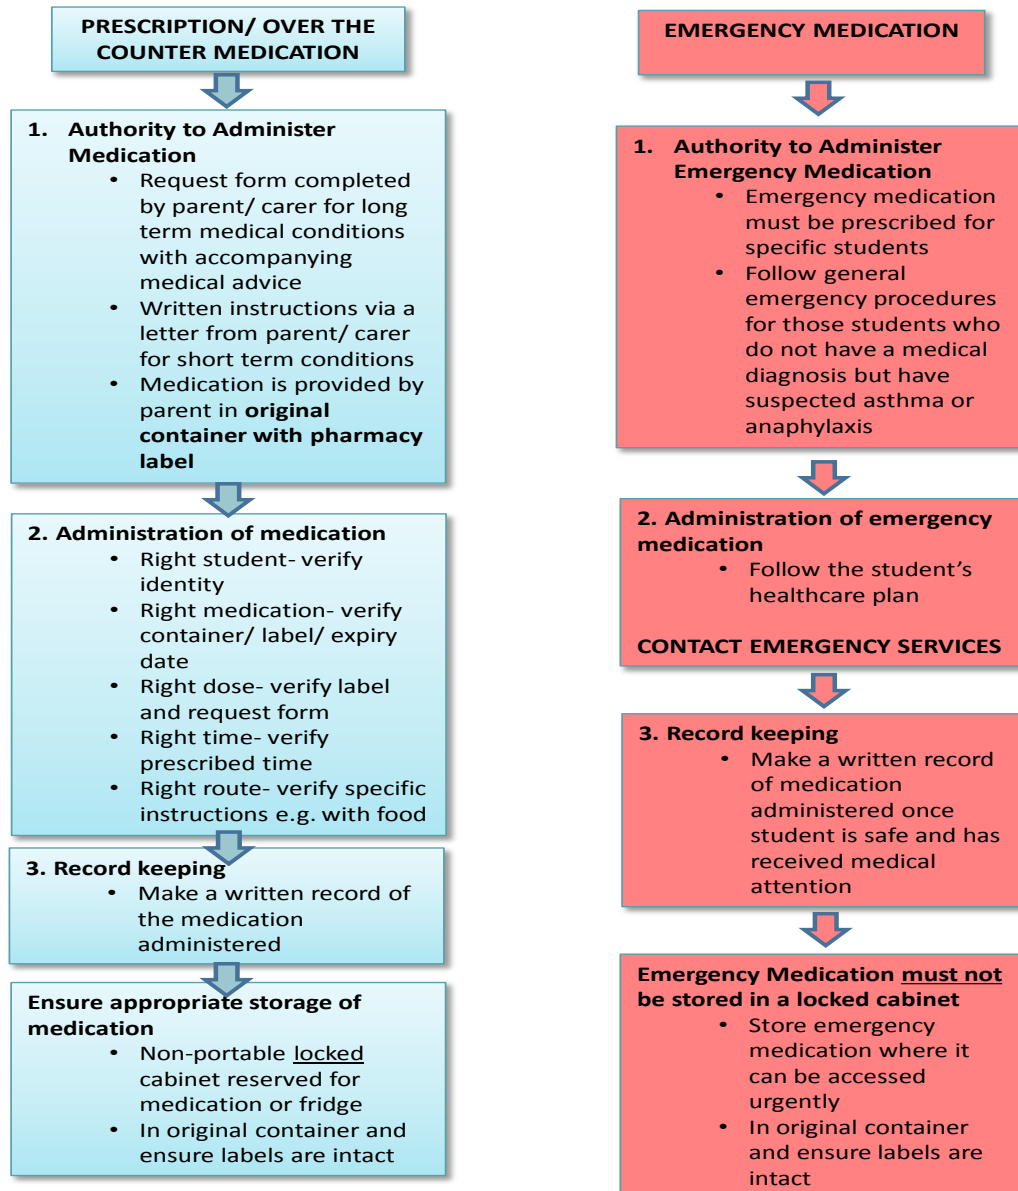 PRESCRIPTION/ OVER THE
COUNTER MEDICATION
1. Authority to Administer
Medication
• Request form completed
by parent/ carer for long
term medical conditions
with accompanying
medical advice
• Written instructions via a
letter from parent/ carer
for short term conditions
• Medication is provided by
parent in original
container with pharmacy
label
2. Administration of medication
• Right student- verify
identity
• Right medication- verify
container/ label/ expiry
date
• Right dose- verify label
and request form
• Right time- verify
prescribed time
• Right route- verify specific
instructions e.g. with food
3. Record keeping
• Make a written record of
the medication
administered
Ensure appropriate storage of
medication
• Non-portable locked
cabinet reserved for
medication or fridge
• In original container and
ensure labels are intact
EMERGENCY MEDICATION
1. Authority to Administer
Emergency Medication
• Emergency medication
must be prescribed for
specific students
• Follow general
emergency procedures
for those students who
do not have a medical
diagnosis but have
suspected asthma or
anaphylaxis
2. Administration of emergency
medication
• Follow the student's
healthcare plan
CONTACT EMERGENCY SERVICES
3. Record keeping
• Make a written record
of medication
administered once
student is safe and has
received medical
attention
Emergency Medication must not
be stored in a locked cabinet
• Store emergency
medication where it
can be accessed
urgently
• In original container
and ensure labels are
intact